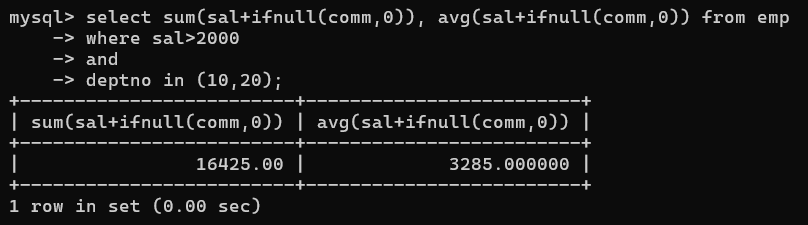 mysql> select sum(sal+ifnull(comm,0)), avg(sal+ifnull(comm,0)) from emp
    -> where sal>2000
    -> and
    -> deptno in (10,20);
+-------------------------+-------------------------+
| sum(sal+ifnull(comm,0)) | avg(sal+ifnull(comm,0)) |
+-------------------------+-------------------------+
|                16425.00 |             3285.000000 |
+-------------------------+-------------------------+
1 row in set (0.00 sec)